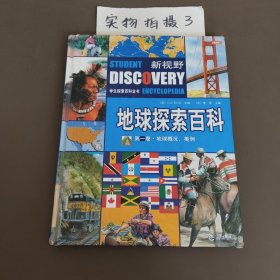 实物拍摄3
STUDENT 新视野
DISCOVERY
学生探索百科全书 ENCYCLOPEDIA
地球探索百科
第一卷·地球概况、美洲